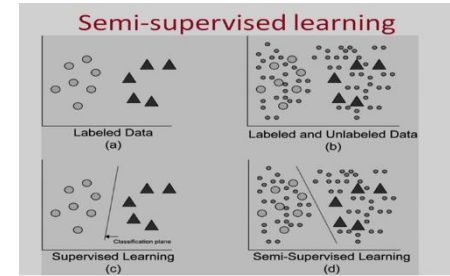 Semi-supervised learning
Labeled Data
(a)
Labeled and Unlabeled Data
(b)
Classification plane
Supervised Learning
(c)
Semi-Supervised Learning
(d)